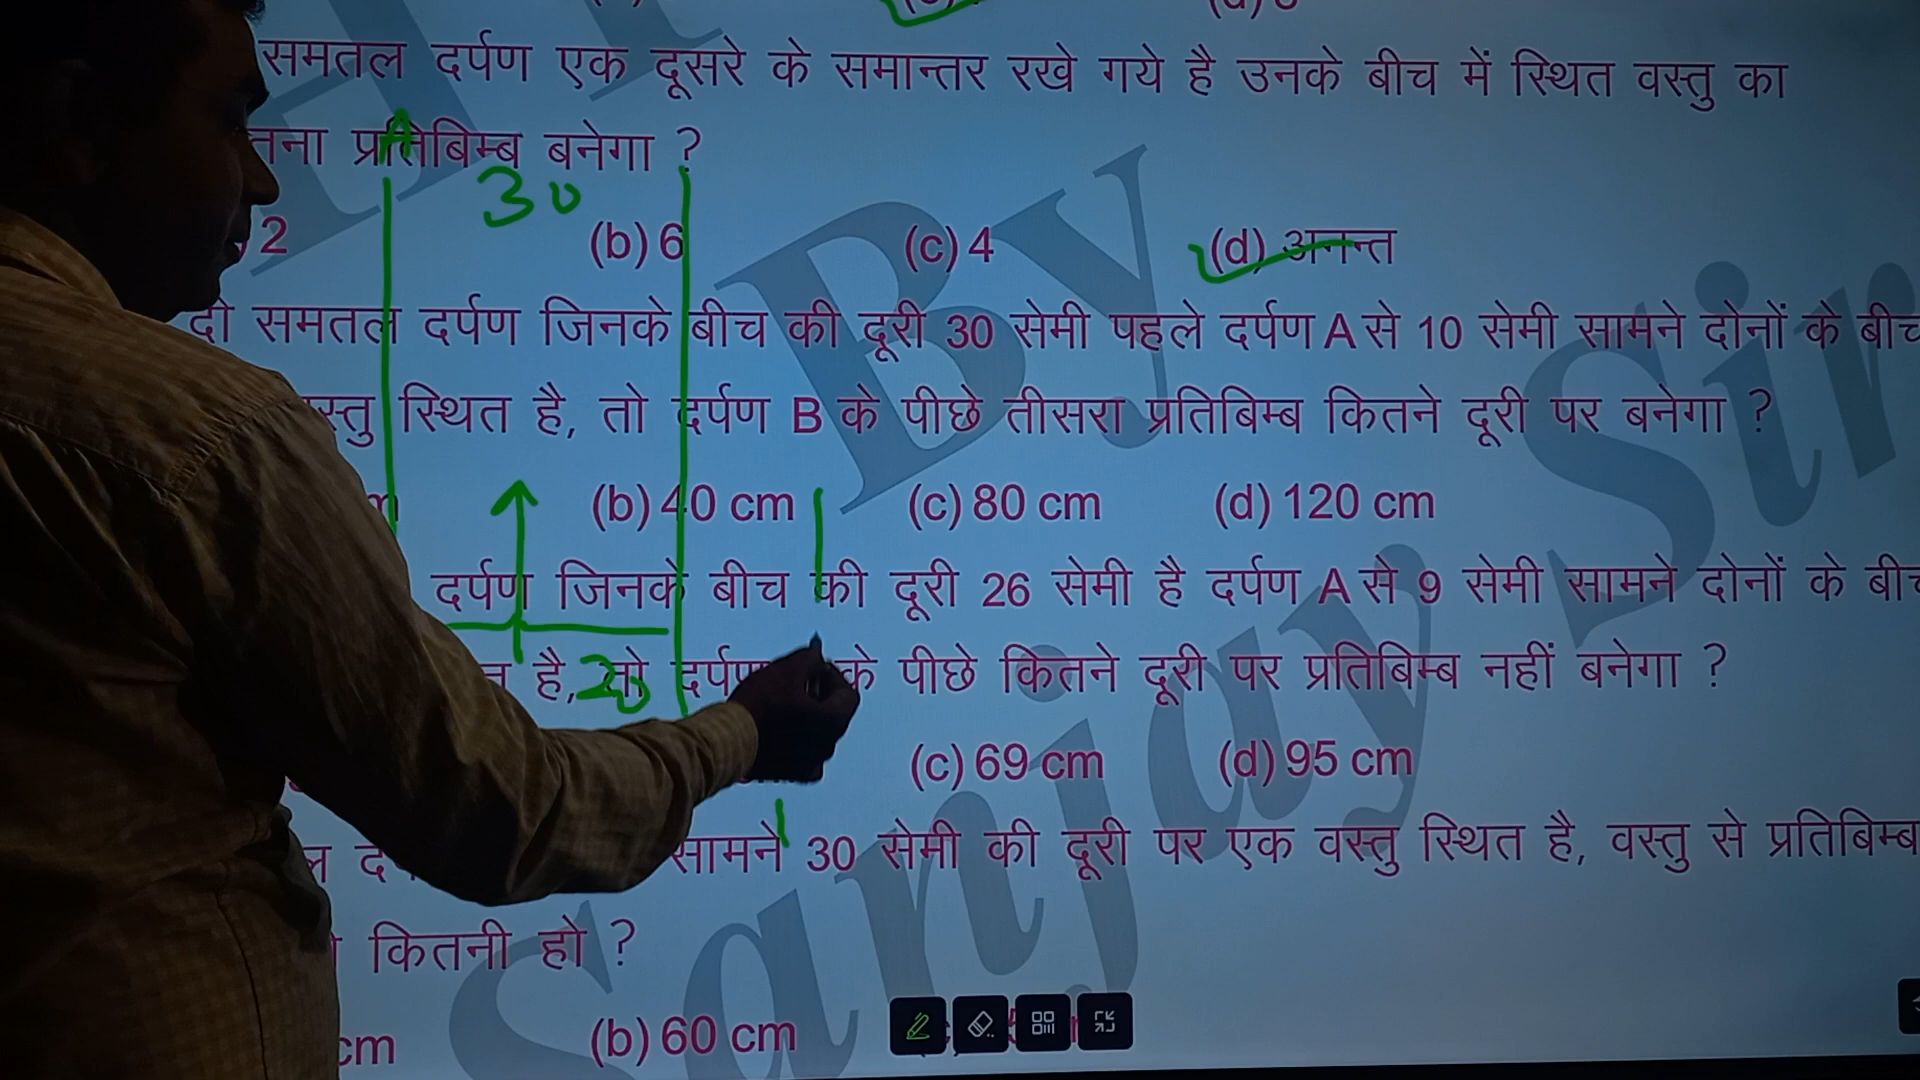 समतल दर्पण एक दूसरे के समान्तर रखे गये है उनके बीच में स्थित वस्तु का
तना प्रतिबिम्ब बनेगा ?
2 (b) 6 (c) 4 (d) अनन्त
A
30
दो समतल दर्पण जिनके बीच की दूरी 30 सेमी पहले दर्पण A से 10 सेमी सामने दोनों के बीच
स्तु स्थित है, तो दर्पण B के पीछे तीसरा प्रतिबिम्ब कितने दूरी पर बनेगा ?
(b) 40 cm (c) 80 cm (d) 120 cm
दर्पण जिनके बीच की दूरी 26 सेमी है दर्पण A से 9 सेमी सामने दोनों के बीच
है, तो दर्पण के पीछे कितने दूरी पर प्रतिबिम्ब नहीं बनेगा ?
20
(c) 69 cm (d) 95 cm
सामने 30 सेमी की दूरी पर एक वस्तु स्थित है, वस्तु से प्रतिबिम्ब
कितनी हो ?
cm (b) 60 cm
By
Sanjay Sir